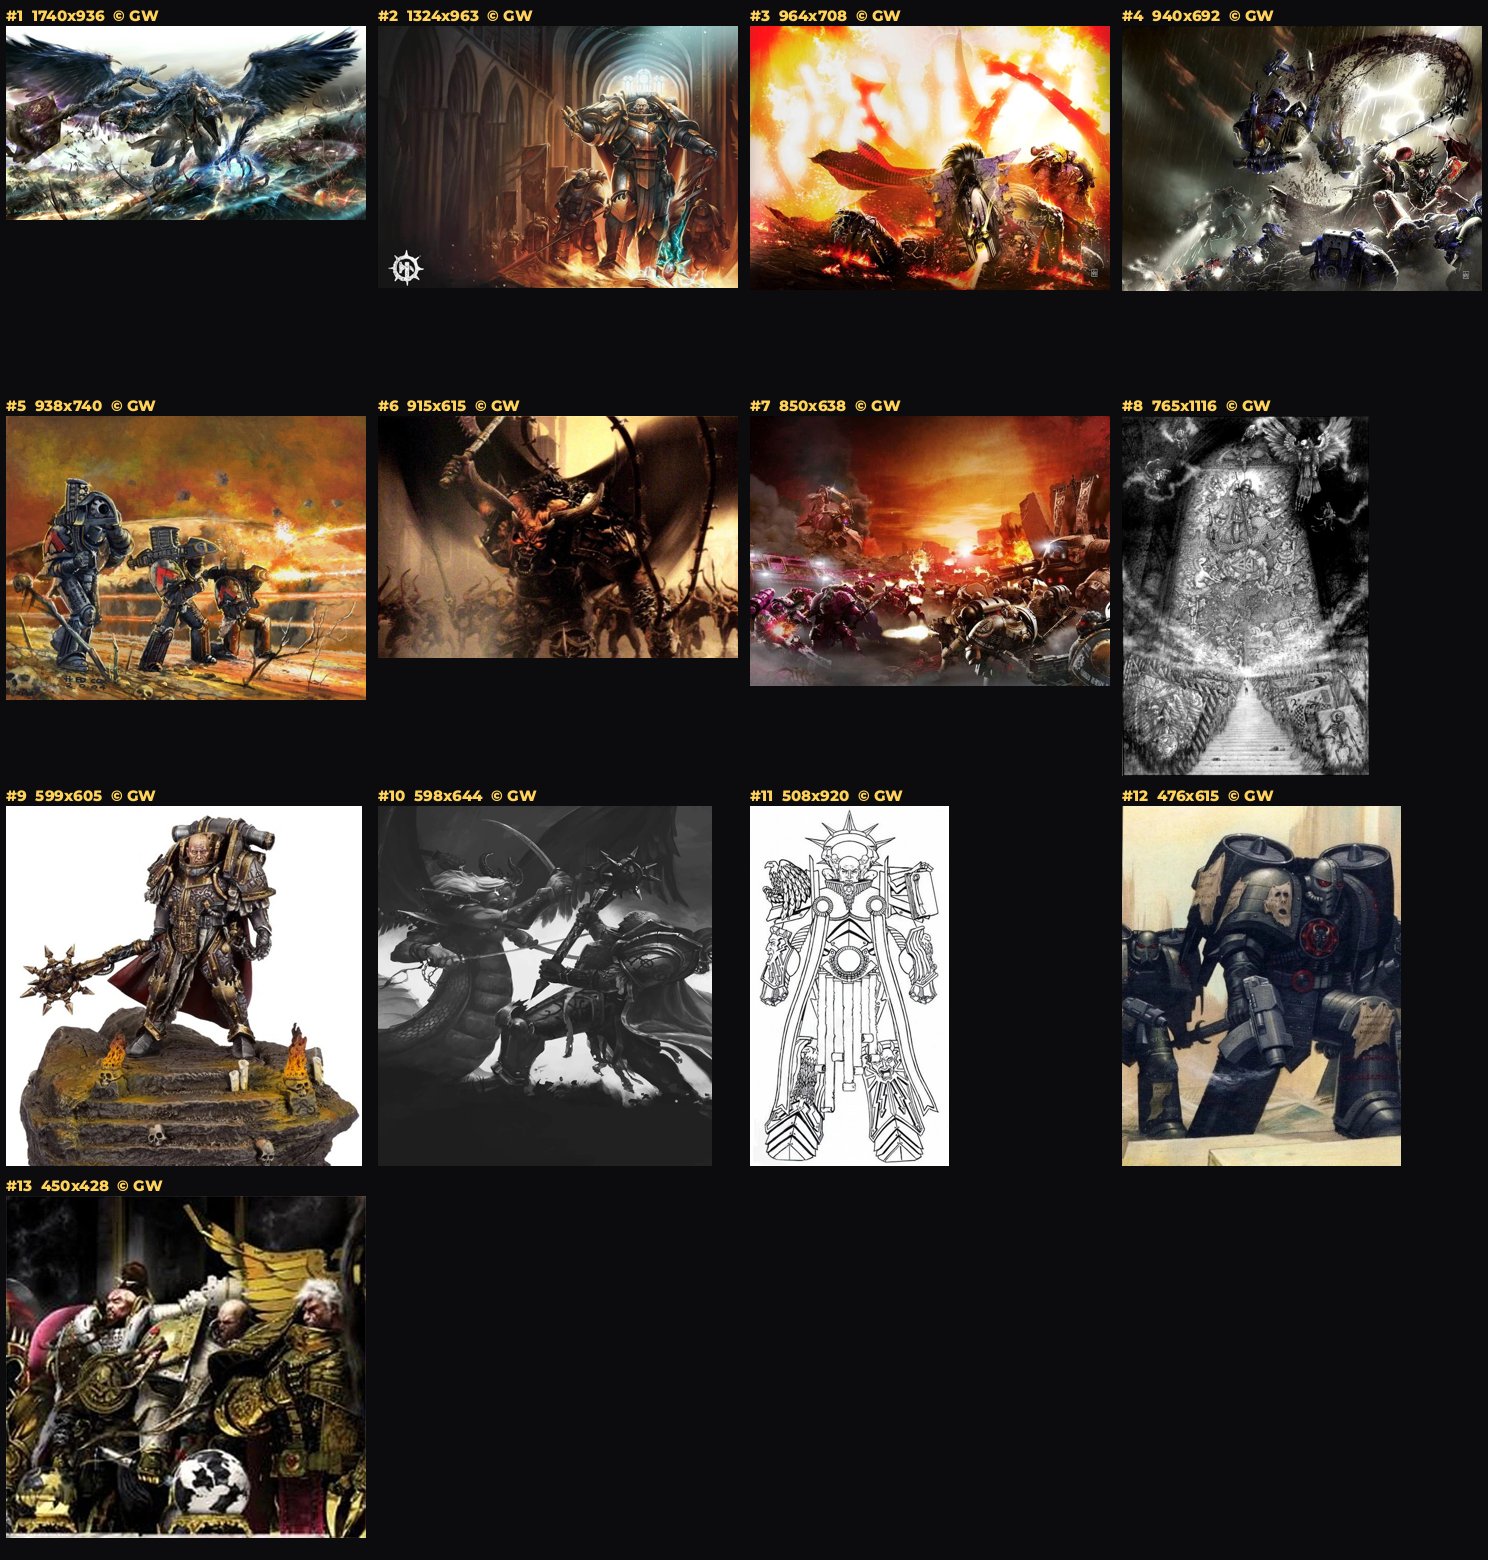 #1 1740x936 © GW
#2 1324x963 © GW
#3 964x708 © GW
#4 940x692 © GW
#5 938x740 © GW
#6 915x615 © GW
#7 850x638 © GW
#8 765x1116 © GW
#9 599x605 © GW
#10 598x644 © GW
#11 508x920 © GW
#12 476x615 © GW
#13 450x428 © GW